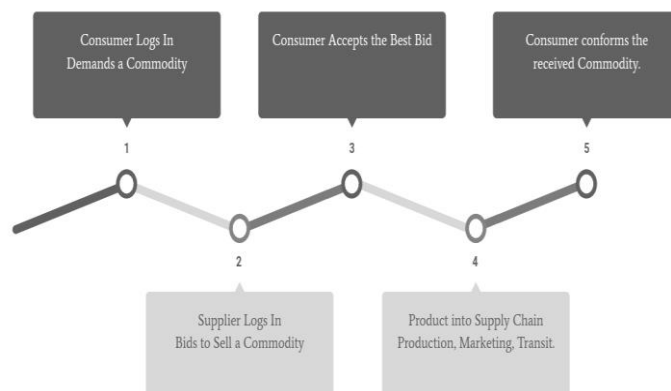 Consumer Logs In
Demands a Commodity
1
Supplier Logs In
Bids to Sell a Commodity
2
Consumer Accepts the Best Bid
3
Product into Supply Chain
Production, Marketing, Transit.
4
Consumer conforms the
received Commodity.
5